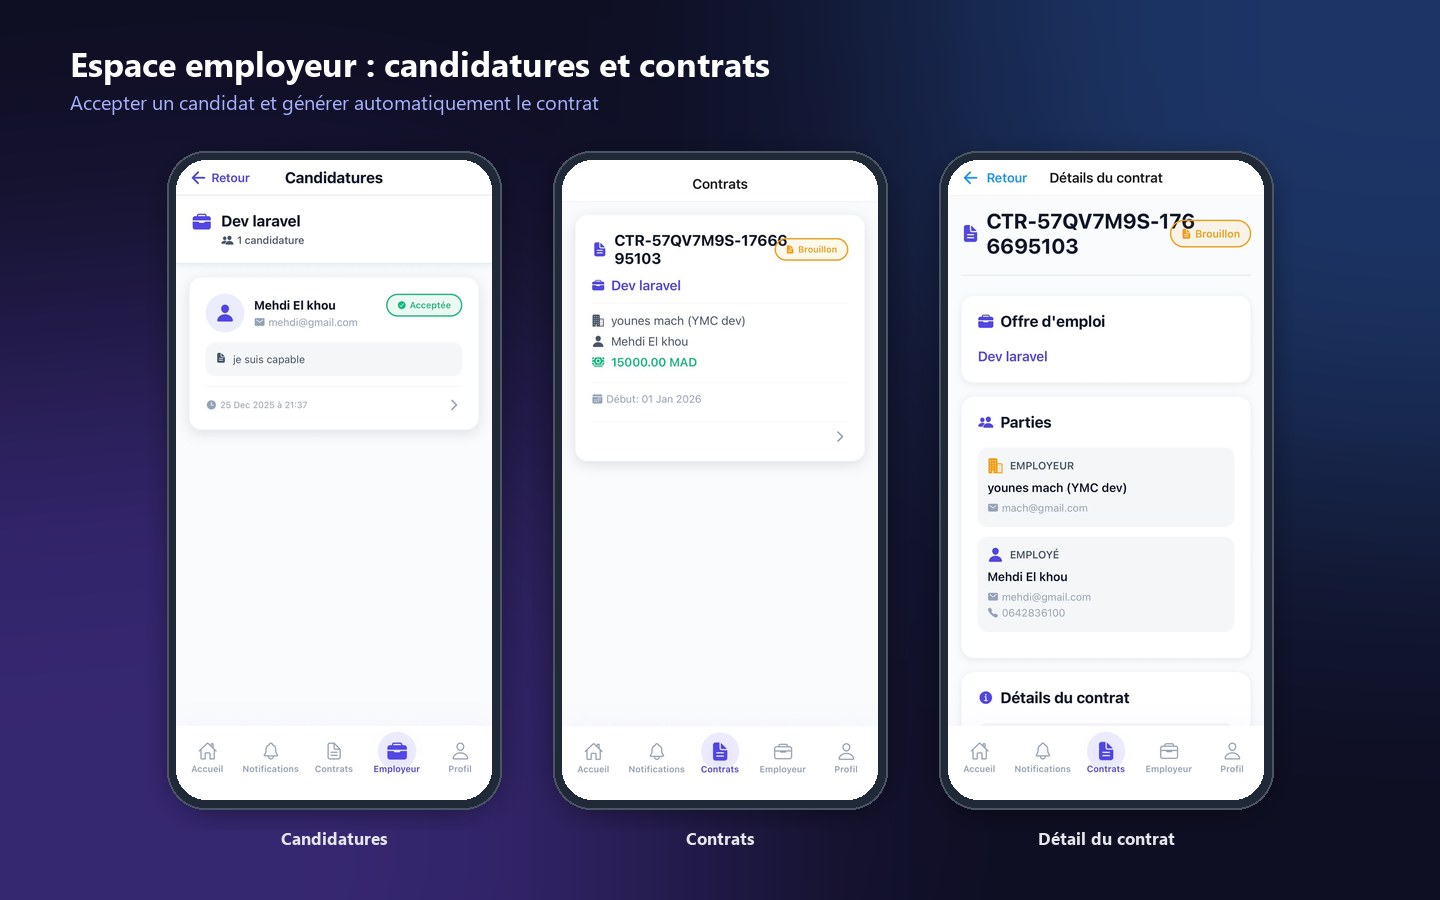 Espace employeur : candidatures et contrats
Accepter un candidat et générer automatiquement le contrat
Retour
Candidatures
Dev laravel
1 candidature
Mehdi El khou
Acceptée
mehdi@gmail.com
je suis capable
25 Dec 2025 à 21:37
Accueil
Notifications
Contrats
Employeur
Profil
Candidatures
Contrats
CTR-57QV7M9S-17666
95103
Brouillon
Dev laravel
younes mach (YMC dev)
Mehdi El khou
15000.00 MAD
Début: 01 Jan 2026
Accueil
Notifications
Contrats
Employeur
Profil
Contrats
Retour
Détails du contrat
CTR-57QV7M9S-176
6695103
Brouillon
Offre d'emploi
Dev laravel
Parties
EMPLOYEUR
younes mach (YMC dev)
mach@gmail.com
EMPLOYÉ
Mehdi El khou
mehdi@gmail.com
0642836100
Détails du contrat
Accueil
Notifications
Contrats
Employeur
Profil
Détail du contrat